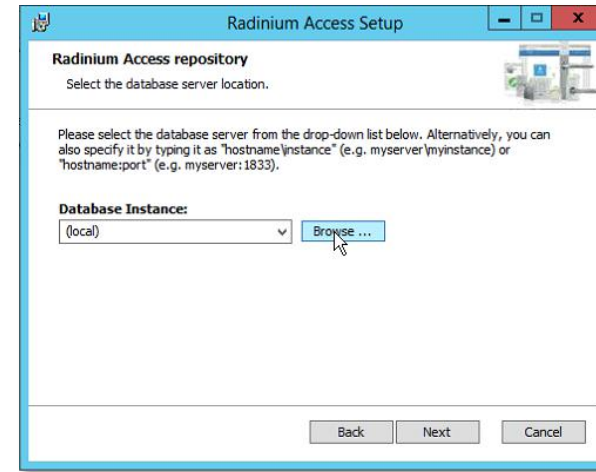 Radinium Access Setup
Radinium Access repository
Select the database server location.
Please select the database server from the drop-down list below. Alternatively, you can
also specify it by typing it as "hostname\instance" (e.g. myserver\myinstance) or
"hostname:port" (e.g. myserver:1833).
Database Instance:
(local)
Browse ...
Back
Next
Cancel